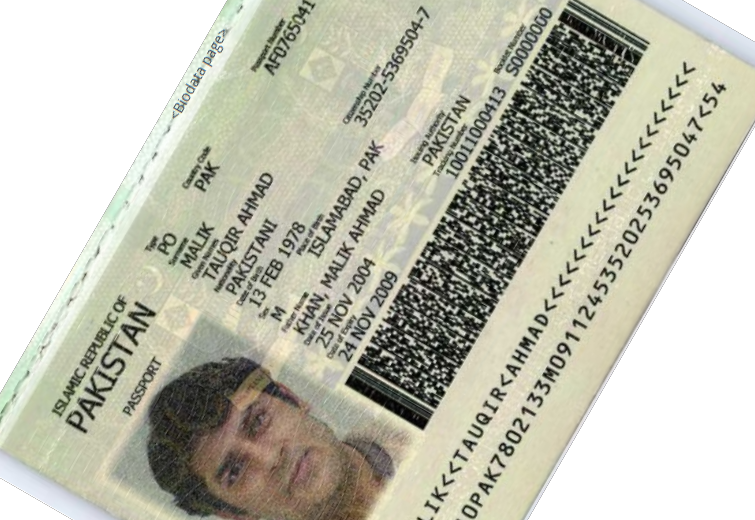 <Biodata page>
ISLAMIC REPUBLIC OF
PAKISTAN
PASSPORT
Type
Country Code
Passport Number
PO
PAK
AF0765041
Surname
MALIK
Given Names
TAUQIR AHMAD
Nationality
Citizenship Number
PAKISTANI
35202-5369504-7
Date of Birth
13 FEB 1978
Sex
Place of Birth
M
ISLAMABAD, PAK
Father Name
KHAN, MALIK AHMAD
Date of Issue
Issuing Authority
25 NOV 2004
PAKISTAN
Date of Expiry
Tracking Number
Booklet Number
24 NOV 2009
10011000413
S0000000
LIK<<TAUQIR<AHMAD<<<<<<<<<<<<<<<<<<<<<
0PAK7802133M09112453520253695047<54